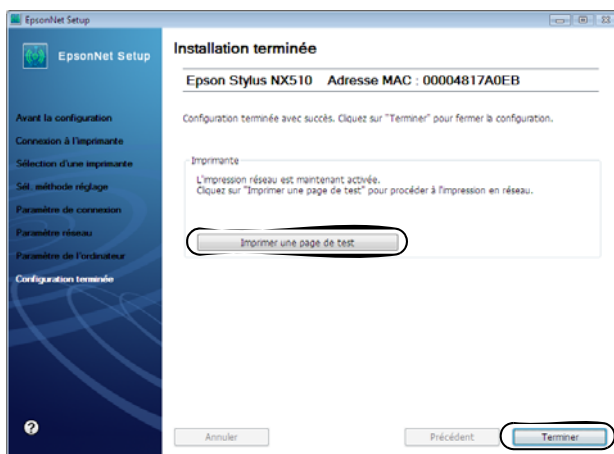 EpsonNet Setup
EpsonNet Setup
Installation terminée
Epson Stylus NX510 Adresse MAC : 00004817A0EB
Avant la configuration
Connexion à l'imprimante
Sélection d'une imprimante
Sél. méthode réglage
Paramètre de connexion
Paramètre réseau
Paramètre de l'ordinateur
Configuration terminée
Configuration terminée avec succès. Cliquez sur "Terminer" pour fermer la configuration.
Imprimante
L'impression réseau est maintenant activée.
Cliquez sur "Imprimer une page de test" pour procéder à l'impression en réseau.
Imprimer une page de test
?
Annuler
Précédent
Terminer